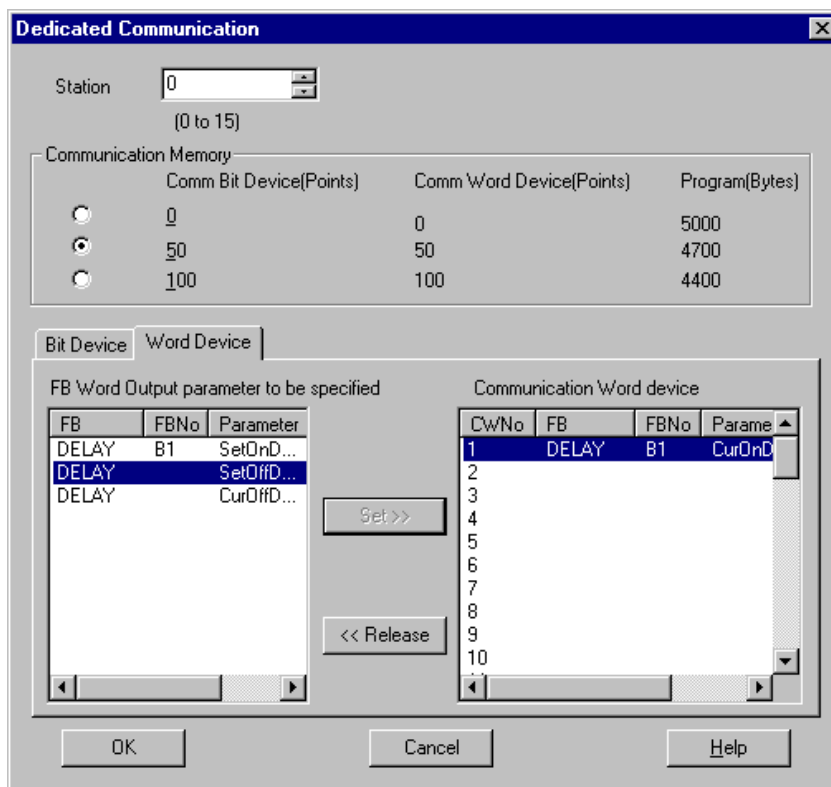 Dedicated Communication
Station 0
(0 to 15)
Communication Memory
Comm Bit Device(Points) Comm Word Device(Points) Program(Bytes)
0 0 5000
50 50 4700
100 100 4400
Bit Device Word Device
FB Word Output parameter to be specified Communication Word device
FB FBNo Parameter CWNo FB FBNo Parame
DELAY B1 SetOnD... 1 DELAY B1 CurOnD
DELAY SetOffD... 2
DELAY CurOffD... 3
4
Set >>
5
6
7
8
<< Release
9
10
OK Cancel Help